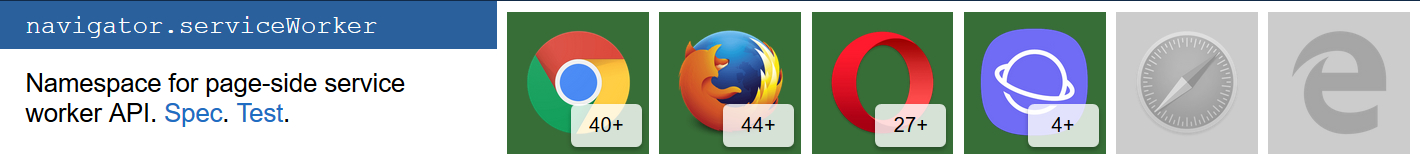 navigator.serviceWorker
Namespace for page-side service
worker API. Spec. Test.
40+
44+
27+
4+